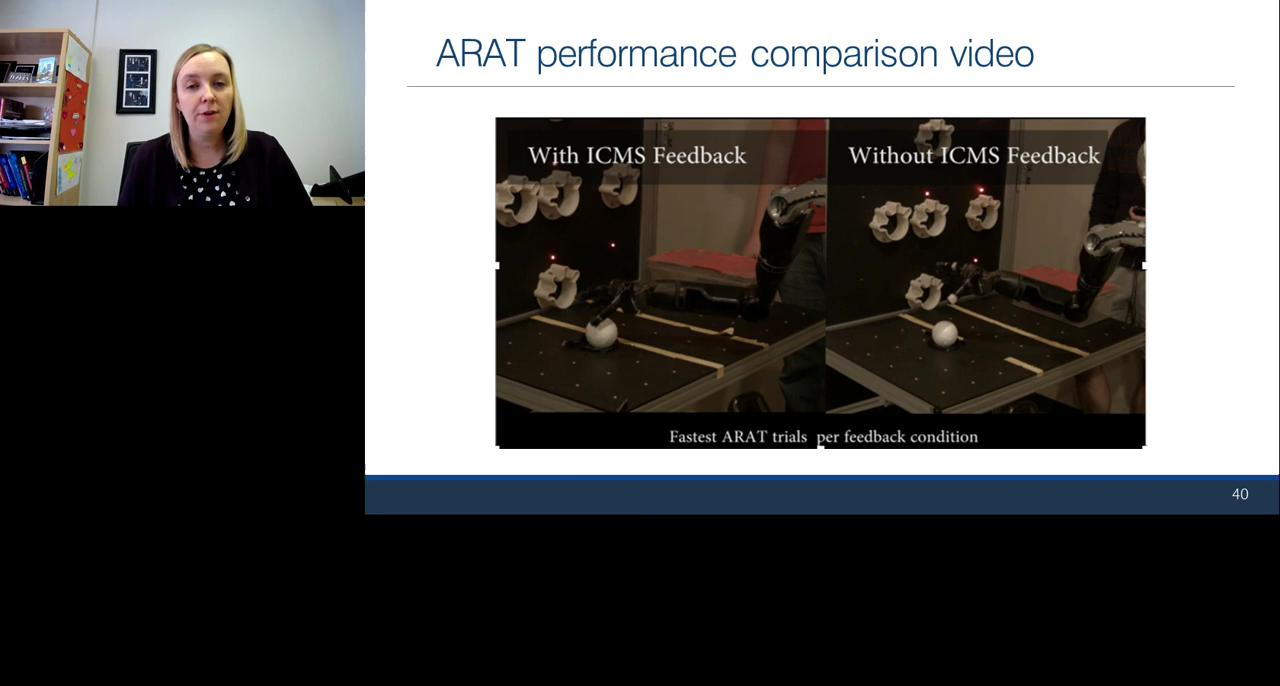 ARAT performance comparison video
With ICMS Feedback
Without ICMS Feedback
Fastest ARAT trials per feedback condition
40